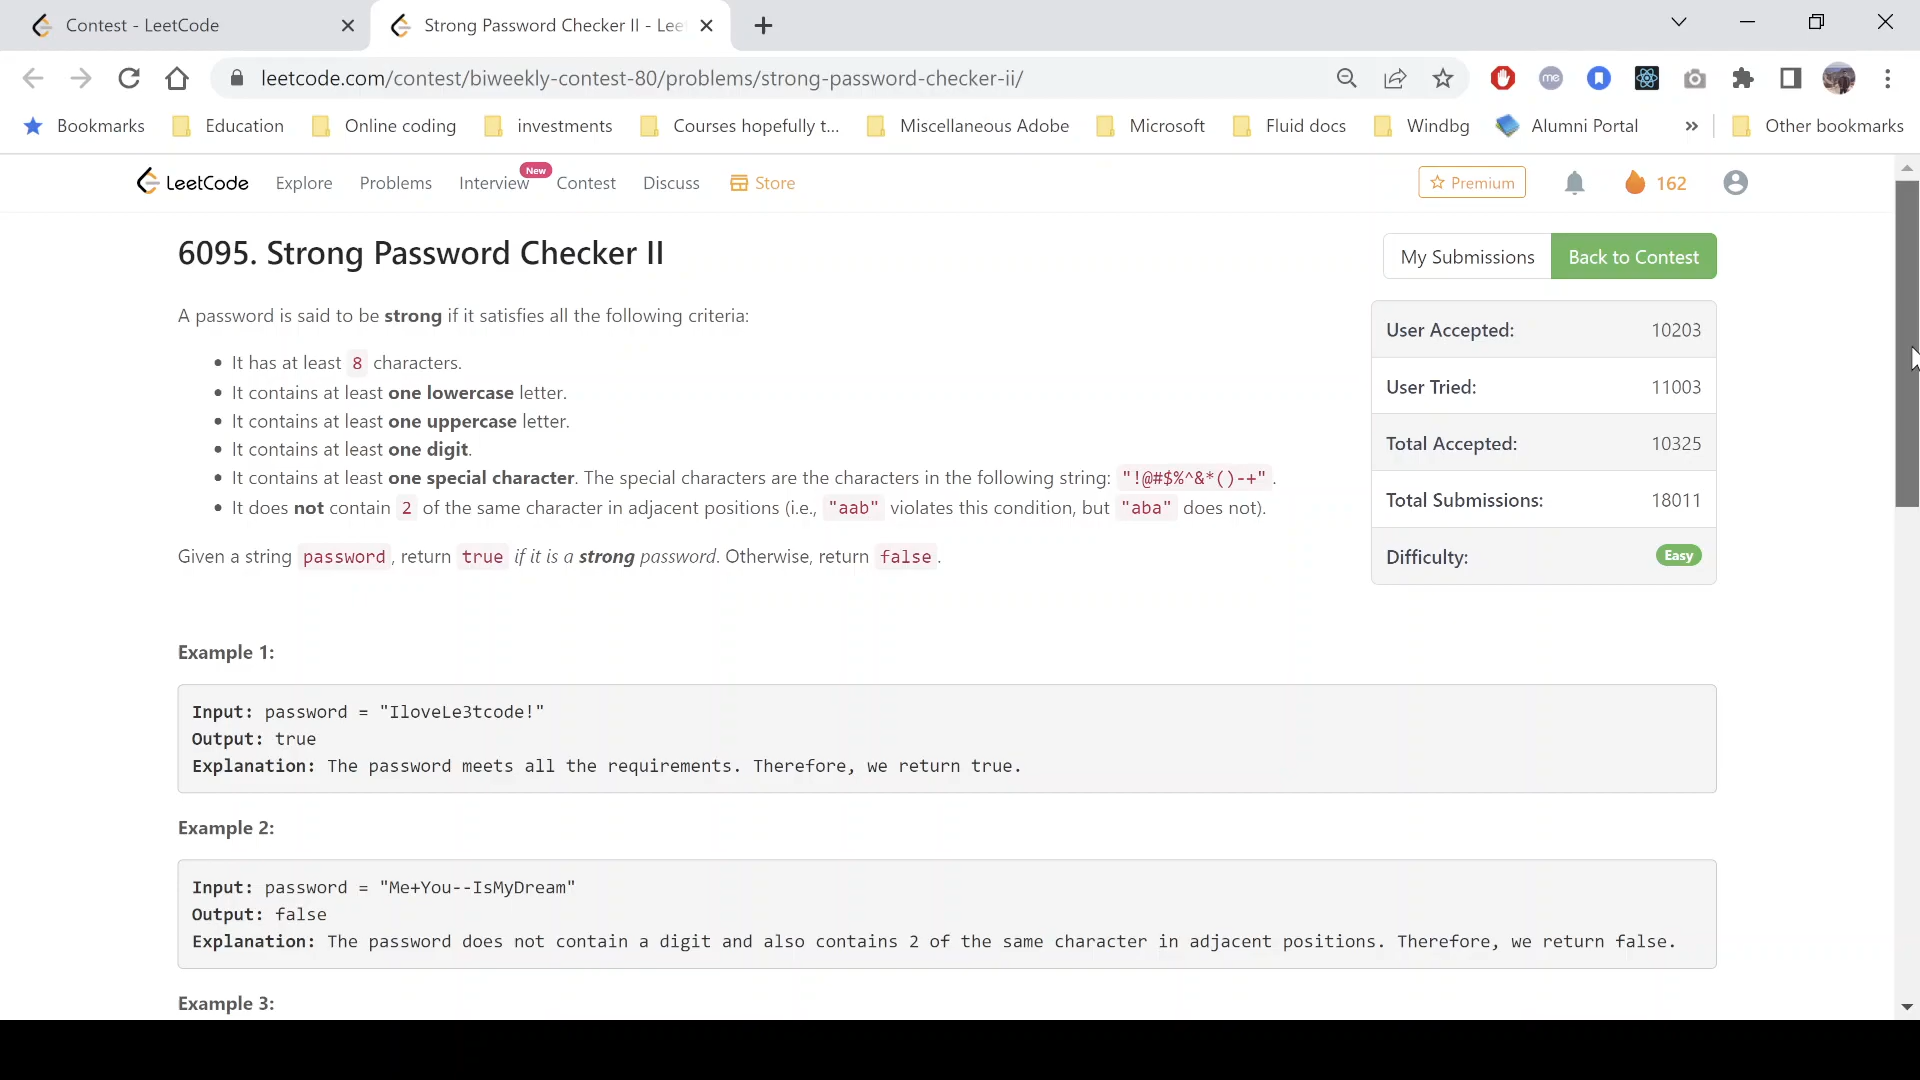 Contest - LeetCode
Strong Password Checker II - Lee
leetcode.com/contest/biweekly-contest-80/problems/strong-password-checker-ii/
me
Bookmarks Education Online coding investments Courses hopefully t... Miscellaneous Adobe Microsoft Fluid docs Windbg Alumni Portal » Other bookmarks
LeetCode Explore Problems Interview New Contest Discuss Store Premium 162
6095. Strong Password Checker II
My Submissions Back to Contest
A password is said to be strong if it satisfies all the following criteria:
• It has at least 8 characters.
• It contains at least one lowercase letter.
• It contains at least one uppercase letter.
• It contains at least one digit.
• It contains at least one special character. The special characters are the characters in the following string: "!@#$%^&*()-+".
• It does not contain 2 of the same character in adjacent positions (i.e., "aab" violates this condition, but "aba" does not).
Given a string password, return true if it is a strong password. Otherwise, return false.
User Accepted: 10203
User Tried: 11003
Total Accepted: 10325
Total Submissions: 18011
Difficulty: Easy
Example 1:
Input: password = "IloveLe3tcode!"
Output: true
Explanation: The password meets all the requirements. Therefore, we return true.
Example 2:
Input: password = "Me+You--IsMyDream"
Output: false
Explanation: The password does not contain a digit and also contains 2 of the same character in adjacent positions. Therefore, we return false.
Example 3: